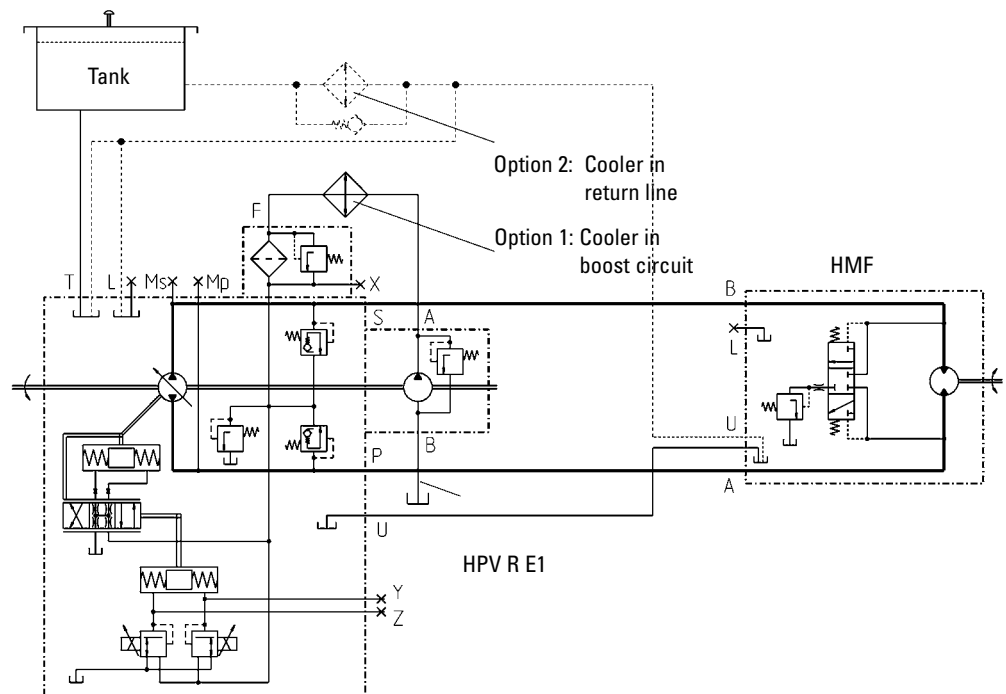 Tank
Option 2: Cooler in
return line
F
Option 1: Cooler in
boost circuit
HMF
T
L
Ms
Mp
X
B
S
A
L
U
B
P
A
U
HPV R E1
Y
Z